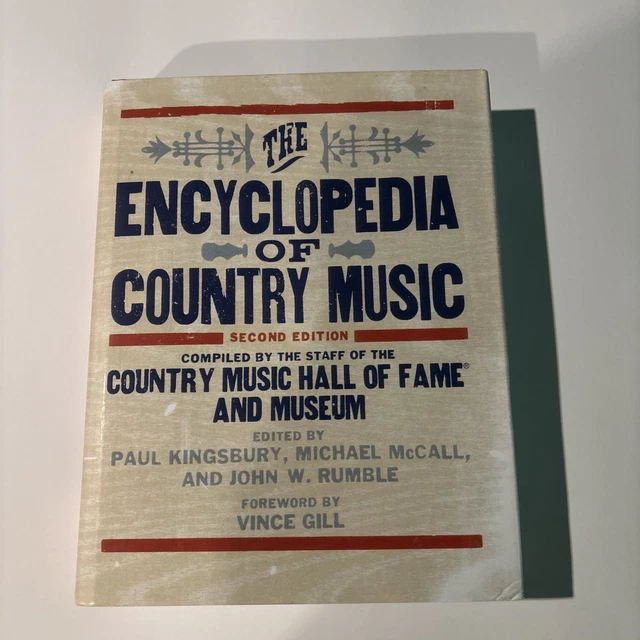 THE
ENCYCLOPEDIA
OF
COUNTRY MUSIC
SECOND EDITION
COMPILED BY THE STAFF OF THE
COUNTRY MUSIC HALL OF FAME®
AND MUSEUM
EDITED BY
PAUL KINGSBURY, MICHAEL McCALL,
AND JOHN W. RUMBLE
FOREWORD BY
VINCE GILL